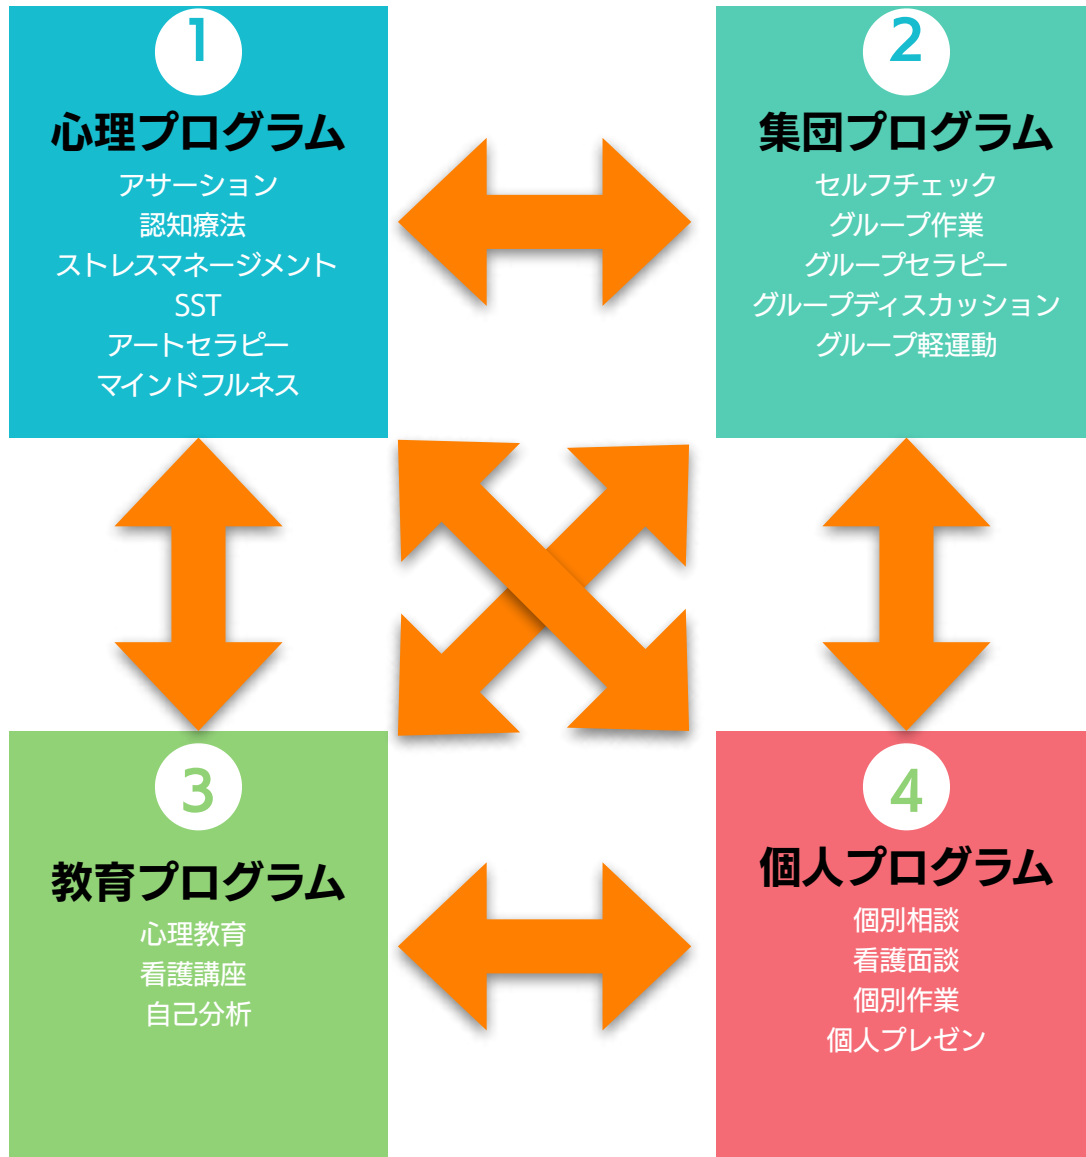 1
心理プログラム
アサーション
認知療法
ストレスマネージメント
SST
アートセラピー
マインドフルネス
2
集団プログラム
セルフチェック
グループ作業
グループセラピー
グループディスカッション
グループ軽運動
3
教育プログラム
心理教育
看護講座
自己分析
4
個人プログラム
個別相談
看護面談
個別作業
個人プレゼン